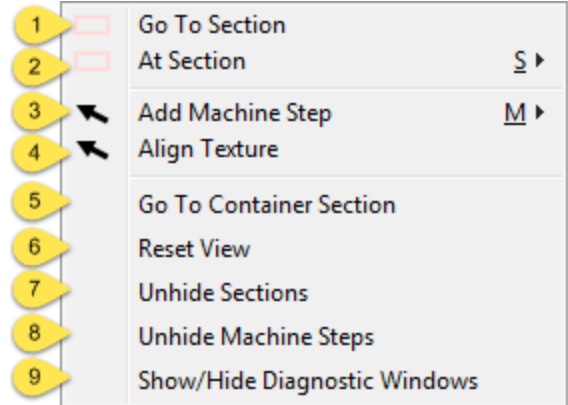 1 Go To Section
2 At Section S
3 Add Machine Step M
4 Align Texture
5 Go To Container Section
6 Reset View
7 Unhide Sections
8 Unhide Machine Steps
9 Show/Hide Diagnostic Windows